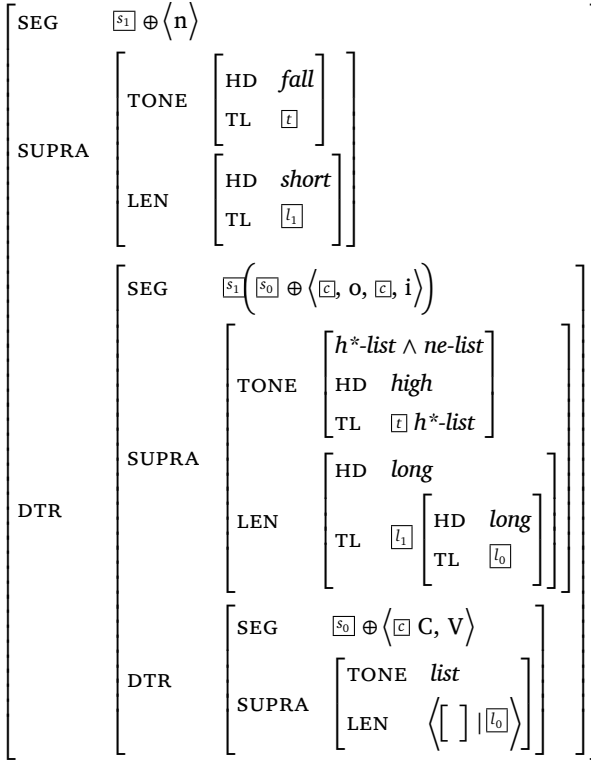 SEG s₁ ⊕ ⟨n⟩
HD fall
TONE
TL t
SUPRA
HD short
LEN
TL l₁
SEG s₁ ( s₀ ⊕ ⟨ c, o, c, i ⟩ )
h*-list ∧ ne-list
TONE HD high
TL t h*-list
SUPRA
HD long
DTR
LEN HD long
TL l₁
TL l₀
SEG s₀ ⊕ ⟨ c C, V ⟩
DTR TONE list
SUPRA
LEN ⟨[ ] | l₀⟩